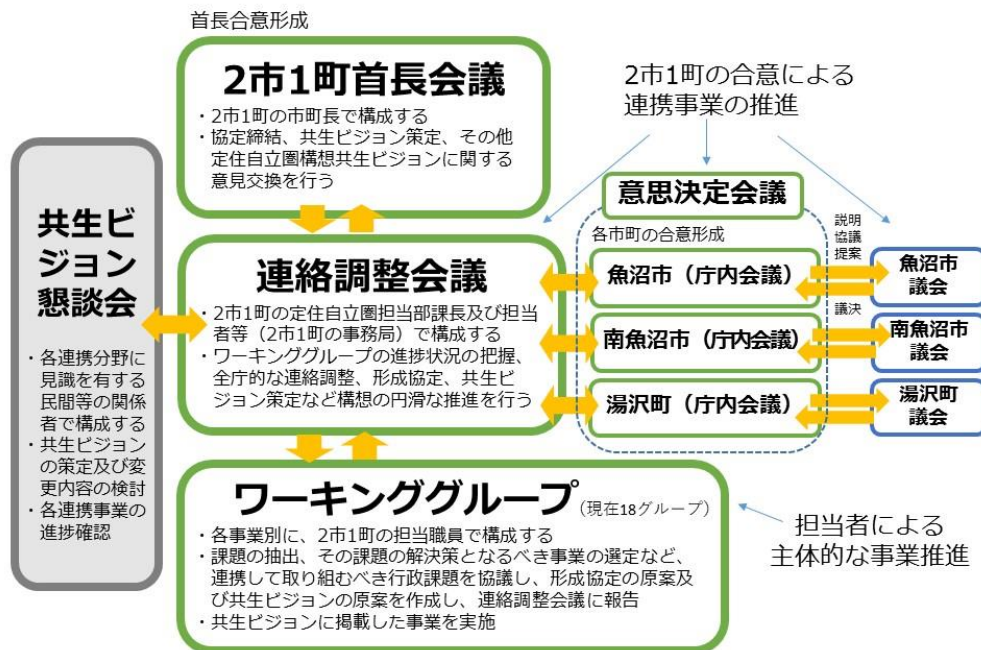 首長合意形成
2市1町首長会議
・2市1町の市町長で構成する
・協定締結、共生ビジョン策定、その他
定住自立圏構想共生ビジョンに関する
意見交換を行う
2市1町の合意による
連携事業の推進
共生ビ
ジョン
懇談会
・各連携分野に
見識を有する
民間等の関係
者で構成する
・共生ビジョン
の策定及び変
更内容の検討
・各連携事業の
進捗確認
連絡調整会議
・2市1町の定住自立圏担当部課長及び担当
者等（2市1町の事務局）で構成する
・ワーキンググループの進捗状況の把握、
全庁的な連絡調整、形成協定、共生ビ
ジョン策定など構想の円滑な推進を行う
意思決定会議
各市町の合意形成
魚沼市（庁内会議）
南魚沼市（庁内会議）
湯沢町（庁内会議）
説明
協議
提案
議決
魚沼市
議会
南魚沼市
議会
湯沢町
議会
ワーキンググループ（現在18グループ）
・各事業別に、2市1町の担当職員で構成する
・課題の抽出、その課題の解決策となるべき事業の選定など、
連携して取り組むべき行政課題を協議し、形成協定の原案及
び共生ビジョンの原案を作成し、連絡調整会議に報告
・共生ビジョンに掲載した事業を実施
担当者による
主体的な事業推進